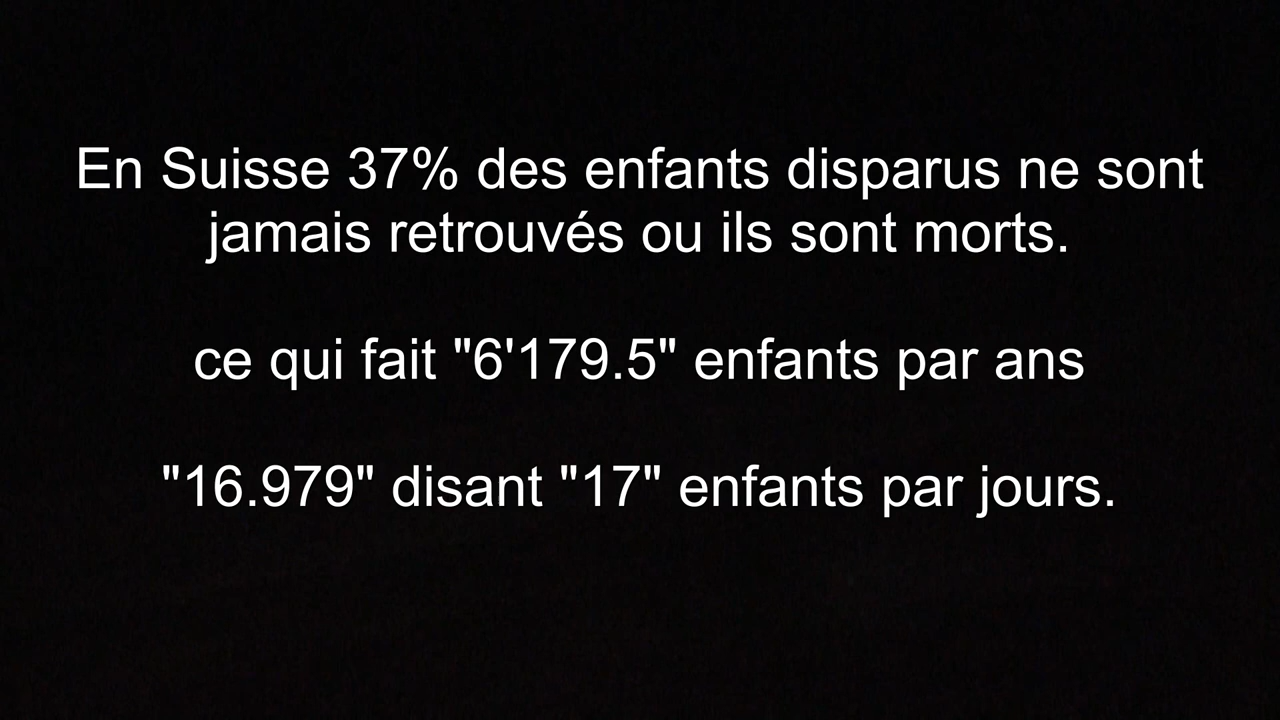 En Suisse 37% des enfants disparus ne sont
jamais retrouvés ou ils sont morts.
ce qui fait "6'179.5" enfants par ans
"16.979" disant "17" enfants par jours.